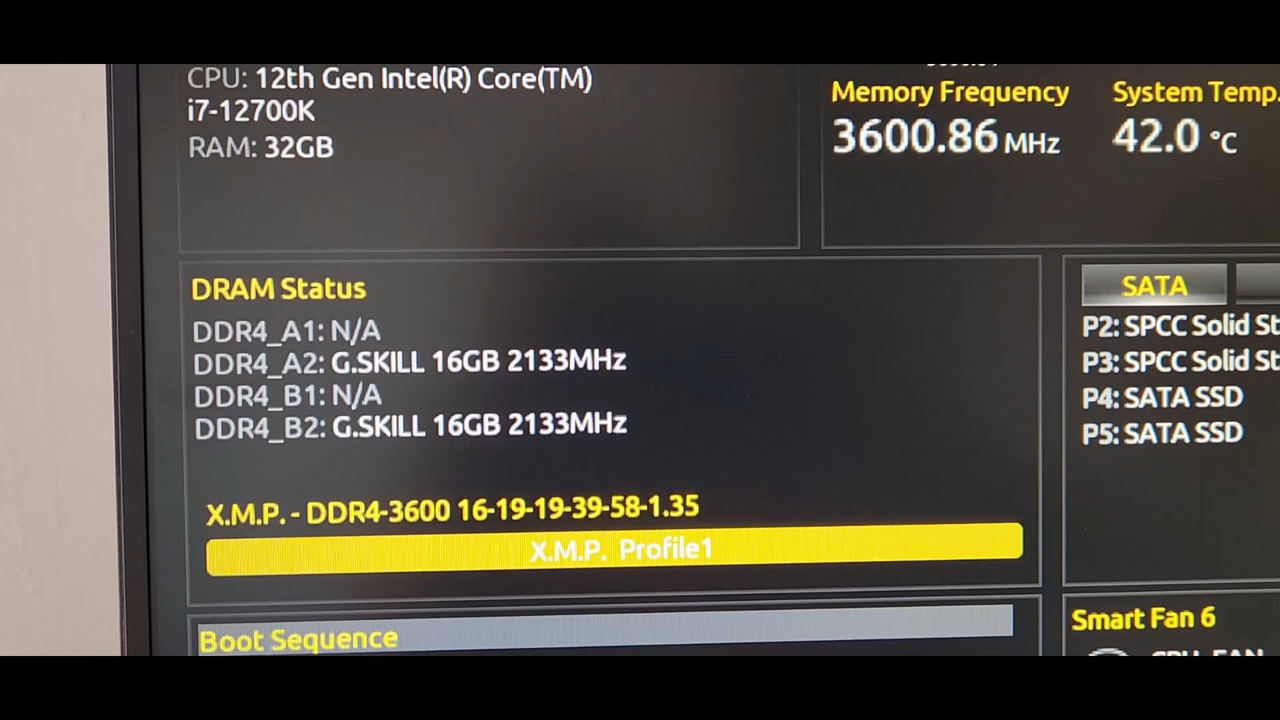 CPU: 12th Gen Intel(R) Core(TM)
i7-12700K
RAM: 32GB
Memory Frequency
3600.86 MHz
System Temp.
42.0 °C
DRAM Status
DDR4_A1: N/A
DDR4_A2: G.SKILL 16GB 2133MHz
DDR4_B1: N/A
DDR4_B2: G.SKILL 16GB 2133MHz
X.M.P. - DDR4-3600 16-19-19-39-58-1.35
X.M.P. Profile1
SATA
P2: SPCC Solid St
P3: SPCC Solid St
P4: SATA SSD
P5: SATA SSD
Boot Sequence
Smart Fan 6
CPU_FAN